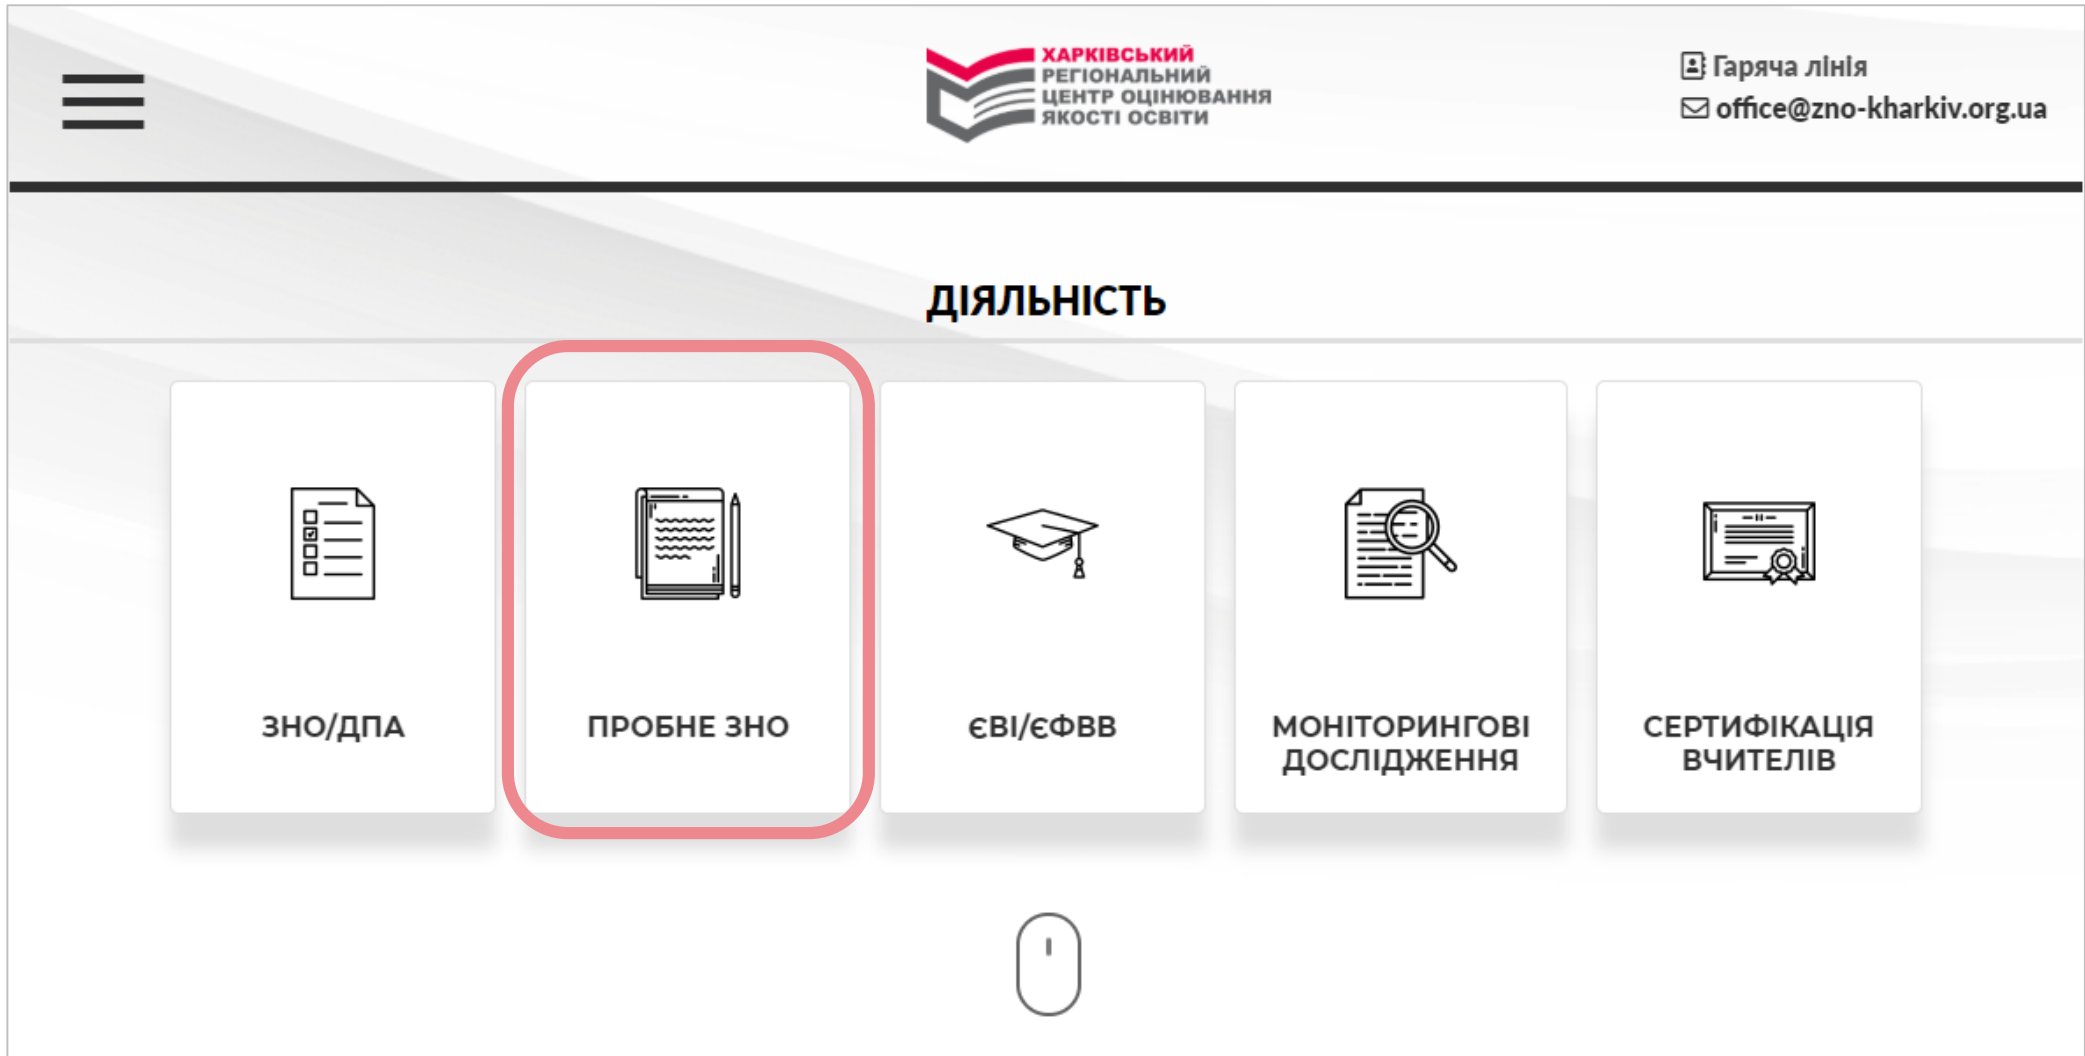 ХАРКІВСЬКИЙ
РЕГІОНАЛЬНИЙ
ЦЕНТР ОЦІНЮВАННЯ
ЯКОСТІ ОСВІТИ
Гаряча лінія
office@zno-kharkiv.org.ua
ДІЯЛЬНІСТЬ
ЗНО/ДПА
ПРОБНЕ ЗНО
ЄВІ/ЄФВВ
МОНІТОРИНГОВІ
ДОСЛІДЖЕННЯ
СЕРТИФІКАЦІЯ
ВЧИТЕЛІВ